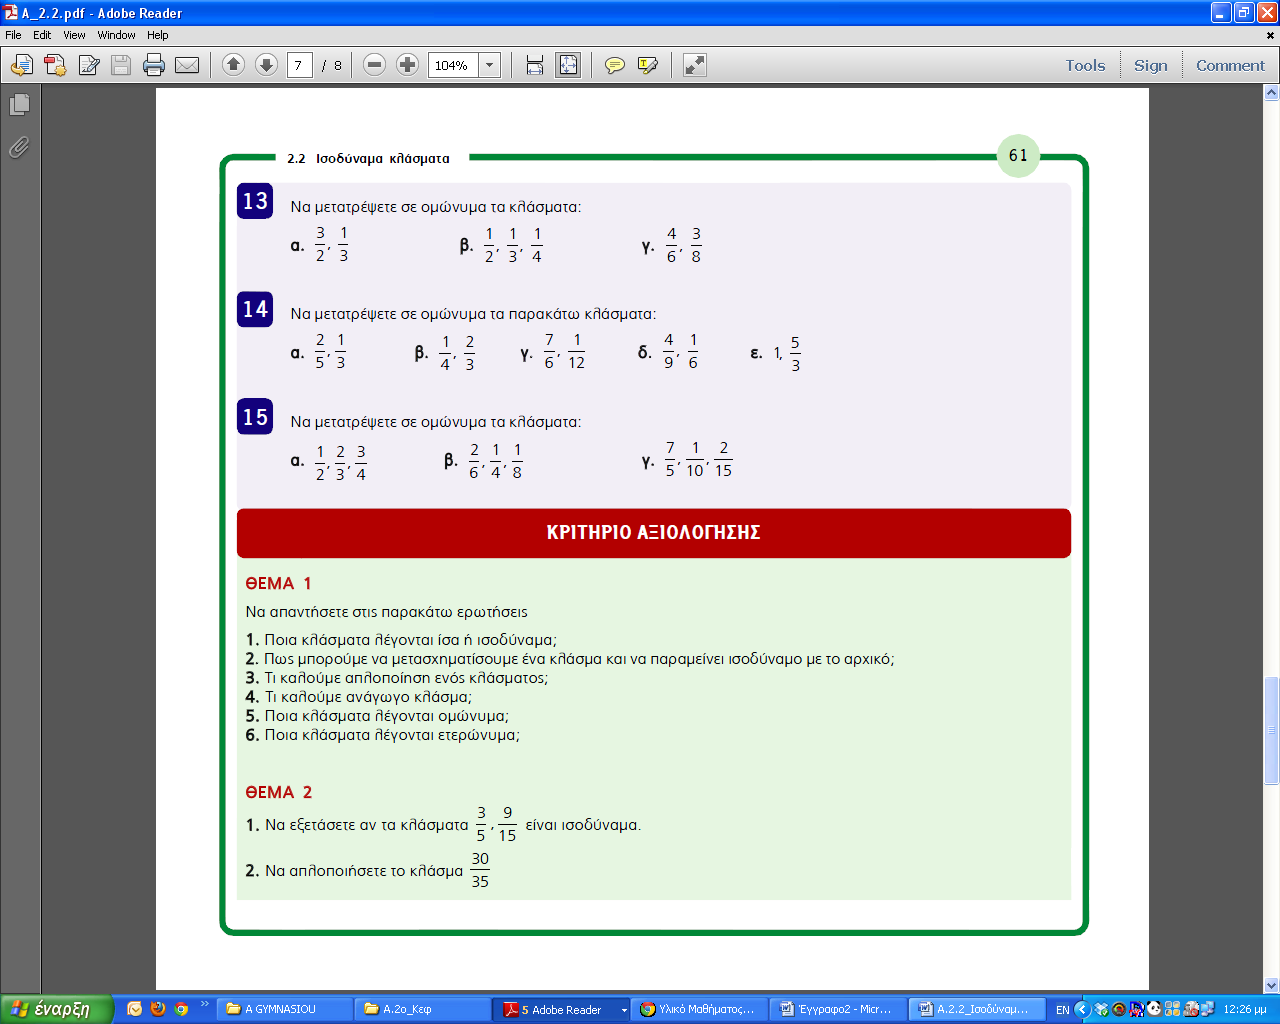 A_2.2.pdf - Adobe Reader
File Edit View Window Help
7 / 8 104% Tools Sign Comment
2.2 Ισοδύναμα κλάσματα 61
13 Να μετατρέψετε σε ομώνυμα τα κλάσματα:
α. 3/2, 1/3 β. 1/2, 1/3, 1/4 γ. 4/6, 3/8
14 Να μετατρέψετε σε ομώνυμα τα παρακάτω κλάσματα:
α. 2/5, 1/3 β. 1/4, 2/3 γ. 7/6, 1/12 δ. 4/9, 1/6 ε. 1, 5/3
15 Να μετατρέψετε σε ομώνυμα τα κλάσματα:
α. 1/2, 2/3, 3/4 β. 2/6, 1/4, 1/8 γ. 7/5, 1/10, 2/15
ΚΡΙΤΗΡΙΟ ΑΞΙΟΛΟΓΗΣΗΣ
ΘΕΜΑ 1
Να απαντήσετε στις παρακάτω ερωτήσεις
1. Ποια κλάσματα λέγονται ίσα ή ισοδύναμα;
2. Πως μπορούμε να μετασχηματίσουμε ένα κλάσμα και να παραμείνει ισοδύναμο με το αρχικό;
3. Τι καλούμε απλοποίηση ενός κλάσματος;
4. Τι καλούμε ανάγωγο κλάσμα;
5. Ποια κλάσματα λέγονται ομώνυμα;
6. Ποια κλάσματα λέγονται ετερώνυμα;
ΘΕΜΑ 2
1. Να εξετάσετε αν τα κλάσματα 3/5, 9/15 είναι ισοδύναμα.
2. Να απλοποιήσετε το κλάσμα 30/35
έναρξη A GYMNASIOU Α.2ο_Κεφ 5 Adobe Reader Υλικό Μαθήματος... Έγγραφο2 - Micr... Α.2.2_Ισοδύναμ... EN 12:26 μμ